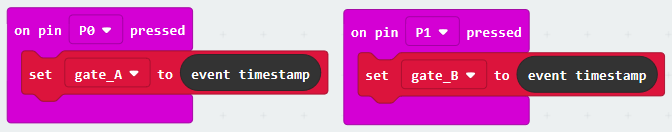 on pin P0 pressed
set gate_A to event timestamp
on pin P1 pressed
set gate_B to event timestamp